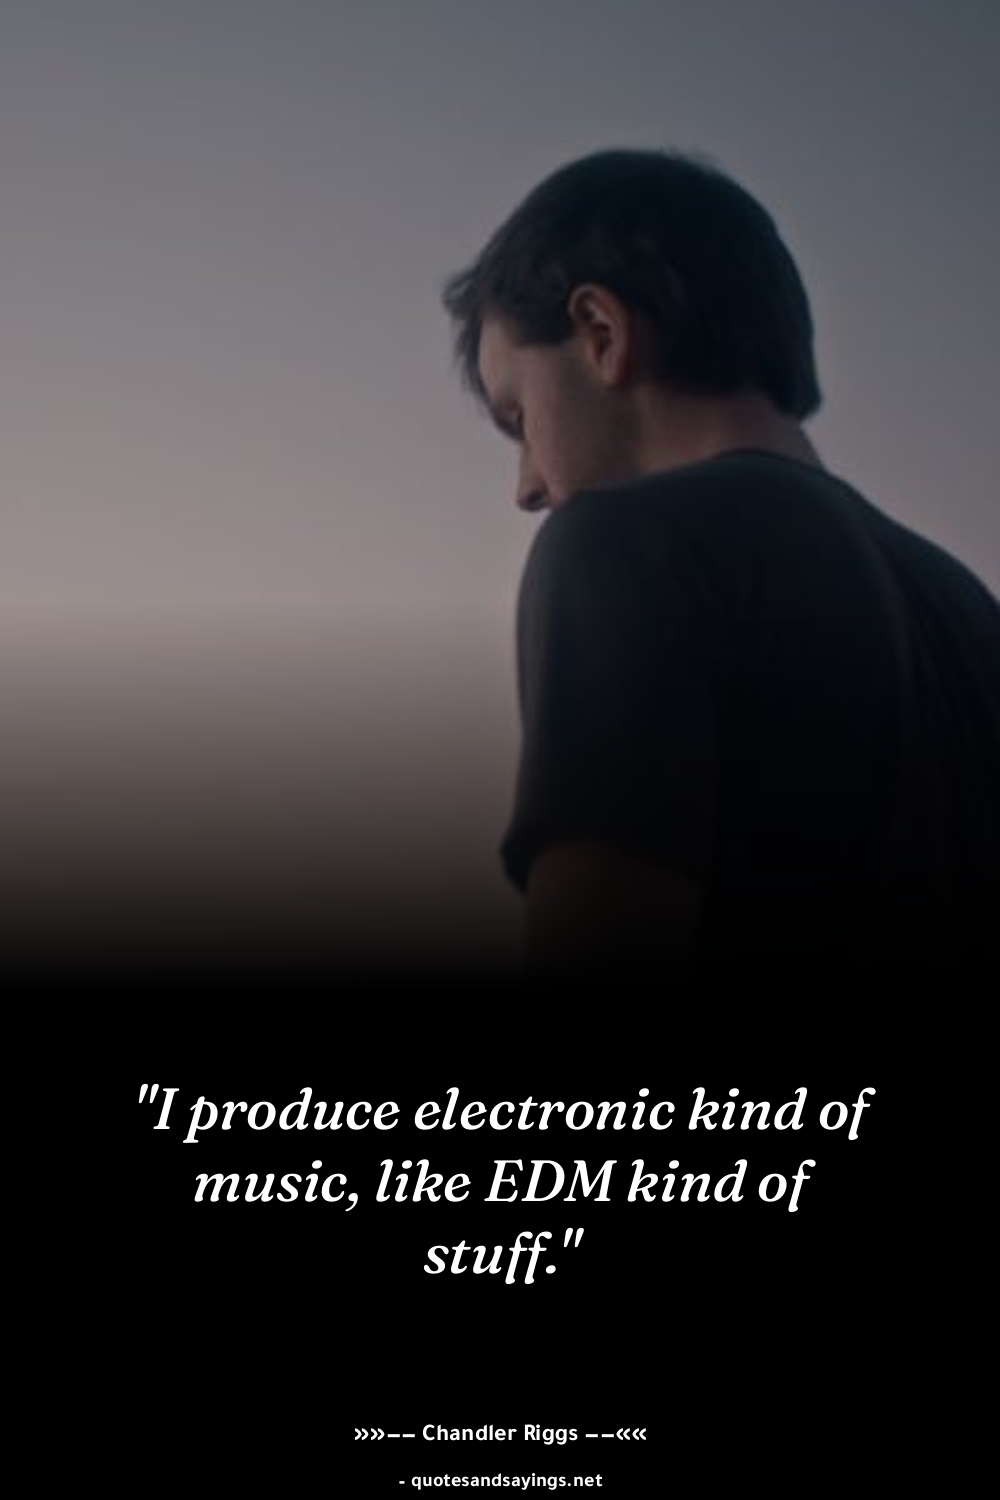 "I produce electronic kind of
music, like EDM kind of
stuff."
»»−− Chandler Riggs −−««
- quotesandsayings.net